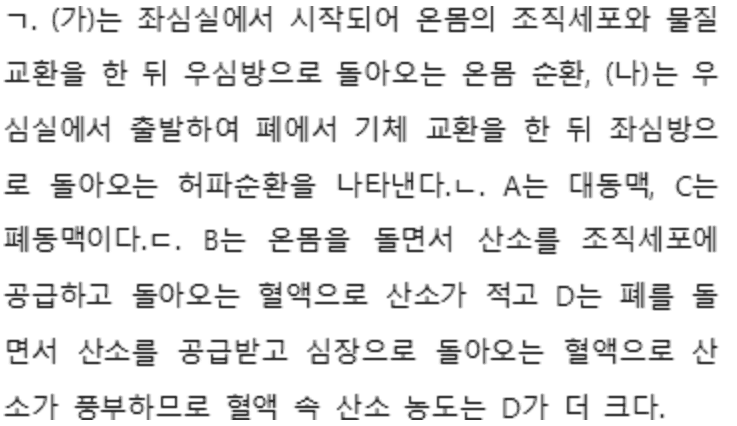 ㄱ. (가)는 좌심실에서 시작되어 온몸의 조직세포와 물질
교환을 한 뒤 우심방으로 돌아오는 온몸 순환, (나)는 우
심실에서 출발하여 폐에서 기체 교환을 한 뒤 좌심방으
로 돌아오는 허파순환을 나타낸다.ㄴ. A는 대동맥, C는
폐동맥이다.ㄷ. B는 온몸을 돌면서 산소를 조직세포에
공급하고 돌아오는 혈액으로 산소가 적고 D는 폐를 돌
면서 산소를 공급받고 심장으로 돌아오는 혈액으로 산
소가 풍부하므로 혈액 속 산소 농도는 D가 더 크다.